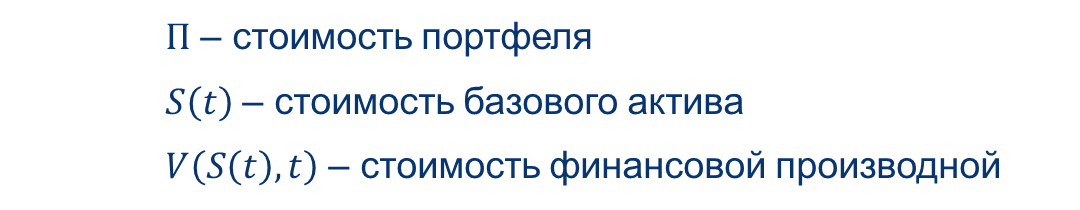 Π – стоимость портфеля
S(t) – стоимость базового актива
V(S(t), t) – стоимость финансовой производной